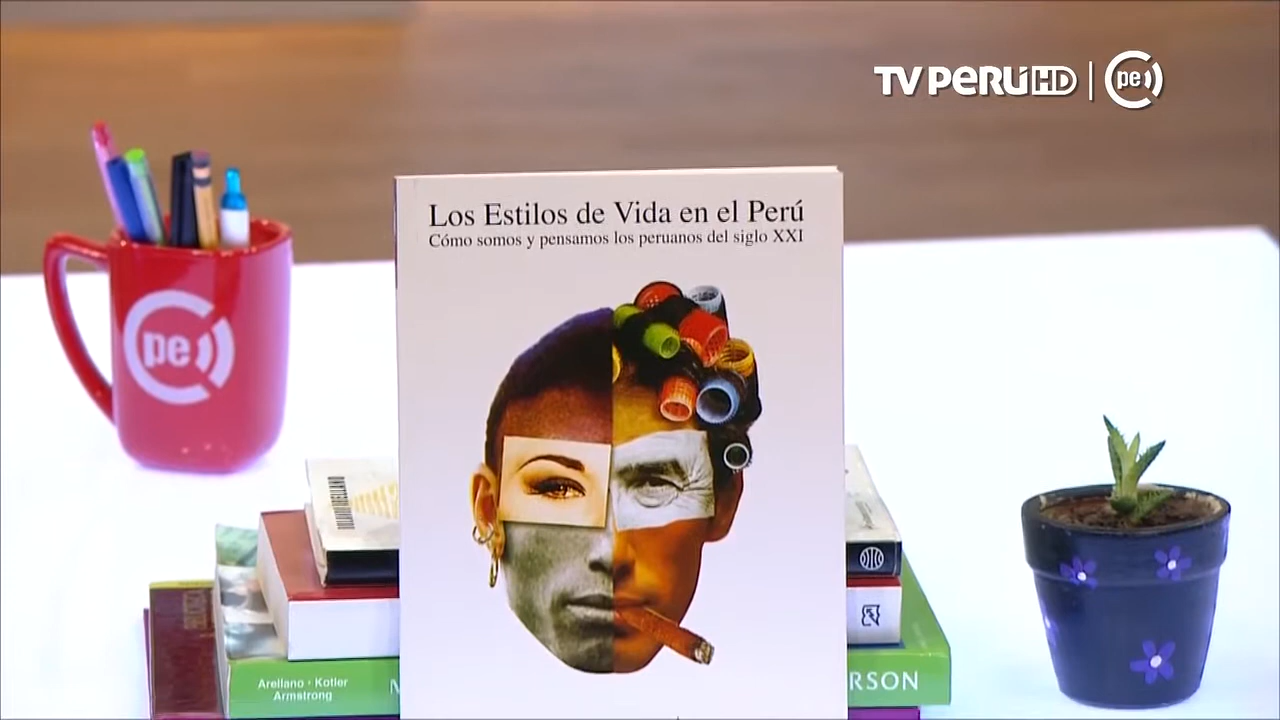 TV PERÚ HD | pe
Los Estilos de Vida en el Perú
Cómo somos y pensamos los peruanos del siglo XXI
pe
Arellano · Kotler
Armstrong
M
RSON